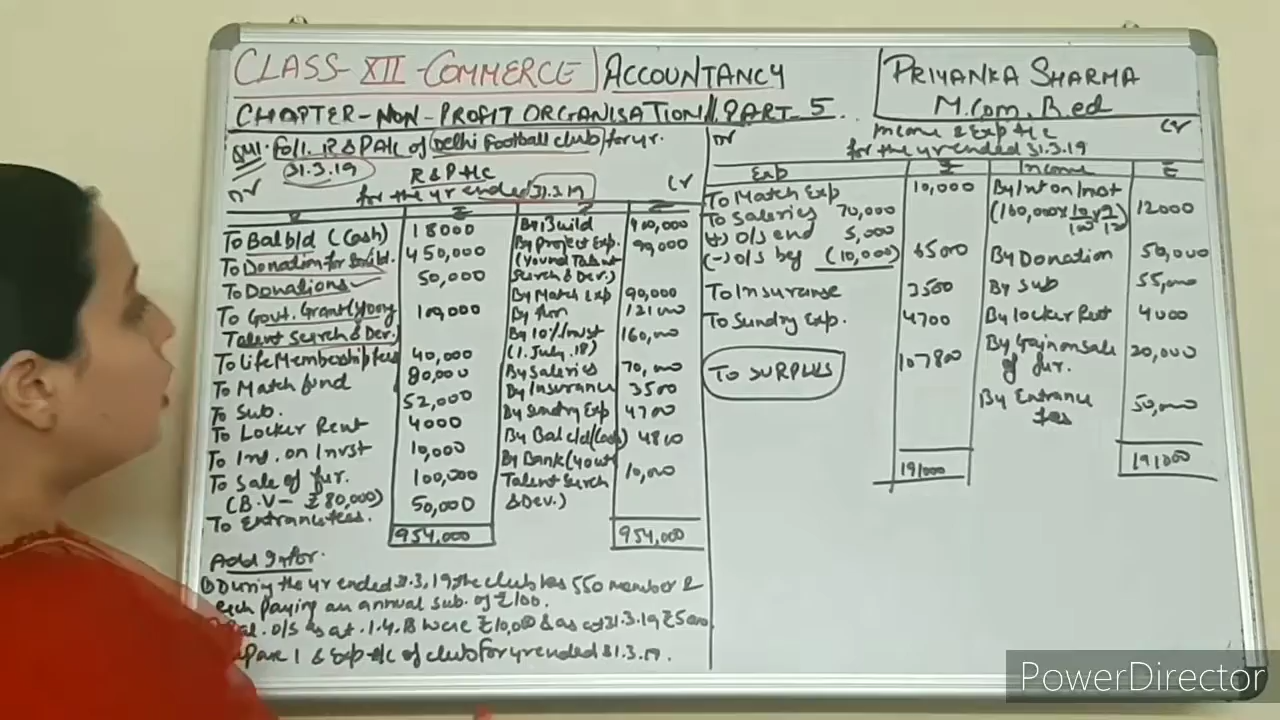 CLASS-XII-COMMERCE ACCOUNTANCY
PRIYANKA SHARMA
M.Com, B.ed
CHAPTER-NON-PROFIT ORGANISATION PART-5
Foll. R&PA/c of Delhi Football club for yr.
31.3.19
R&P A/c
for the yr ended 31.3.19
Dr
Cr
₹
₹
To Bal b/d (Cash) 18000
To Donation for Build. 450,000
To Donations 50,000
To Govt. Grant (Young
Talent Search & Dev.) 100,000
To Life Membership fees 40,000
To Match fund 80,000
To Sub. 52,000
To Locker Rent 4000
To Int. on Invst 10,000
To Sale of fur. 100,000
(B.V- ₹80,000)
To Entrance fees. 50,000
954,000
By Build 400,000
By Project Exp. 90,000
(Young Talent
Search & Dev.)
By Match Exp 90,000
By fur 121000
By 10% Invst 160,000
(1. July. 18)
By Salaries 70,000
By Insurance 3500
By Sundry Exp 4700
By Bal c/d (Cash) 4800
By Bank (Yout
Talent Serch 10,000
& Dev.)
954,000
Add Infor.
① During the yr ended 31.3.19, the club has 550 member &
each paying an annual sub. of ₹100.
O/S as at 1.4.18 were ₹10,000 & as at 31.3.19 ₹5000.
I & Exp A/c of club for yr ended 31.3.19.
Income & Exp A/c
for the yr ended 31.3.19
Dr
Cr
Exp ₹ Income ₹
To Match Exp 10,000
To Salaries 70,000
(+) O/S end 5,000
(-) O/S beg (10,000) 65000
To Insurance 3500
To Sundry Exp. 4700
To SURPLUS 107800
191000
By Int on Inst
(160,000 x 10/100 x 9/12) 12000
By Donation 50,000
By Sub 55,000
By locker Rent 4000
By Gain on sale 20,000
of fur.
By Entrance 50,000
fees
191000
PowerDirector